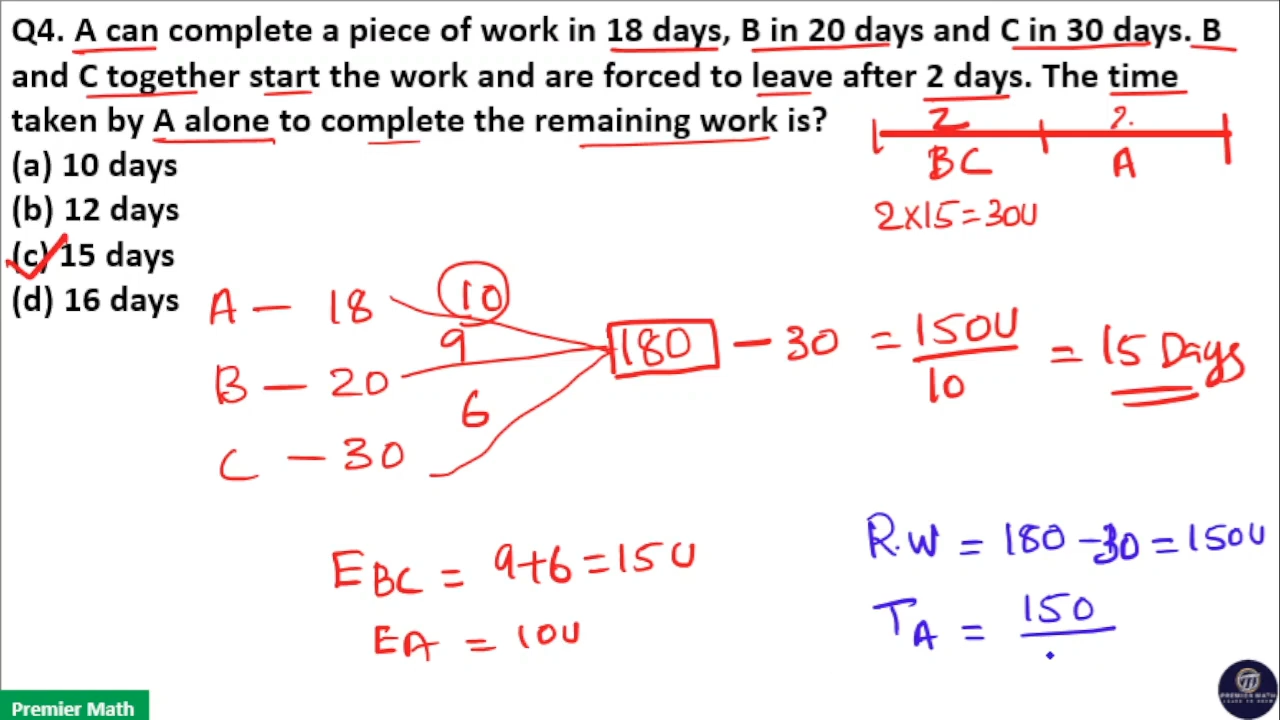 Q4. A can complete a piece of work in 18 days, B in 20 days and C in 30 days. B
and C together start the work and are forced to leave after 2 days. The time
taken by A alone to complete the remaining work is?
(a) 10 days
(b) 12 days
(c) 15 days
(d) 16 days
2 ?
BC A
2×15=30U
A – 18 10
9
B – 20
6
C – 30
180 – 30 = 150U/10 = 15 Days
EBC = 9+6=15U
EA = 10U
R.W = 180-30=150U
TA = 150
Premier Math
PREMIER MATH